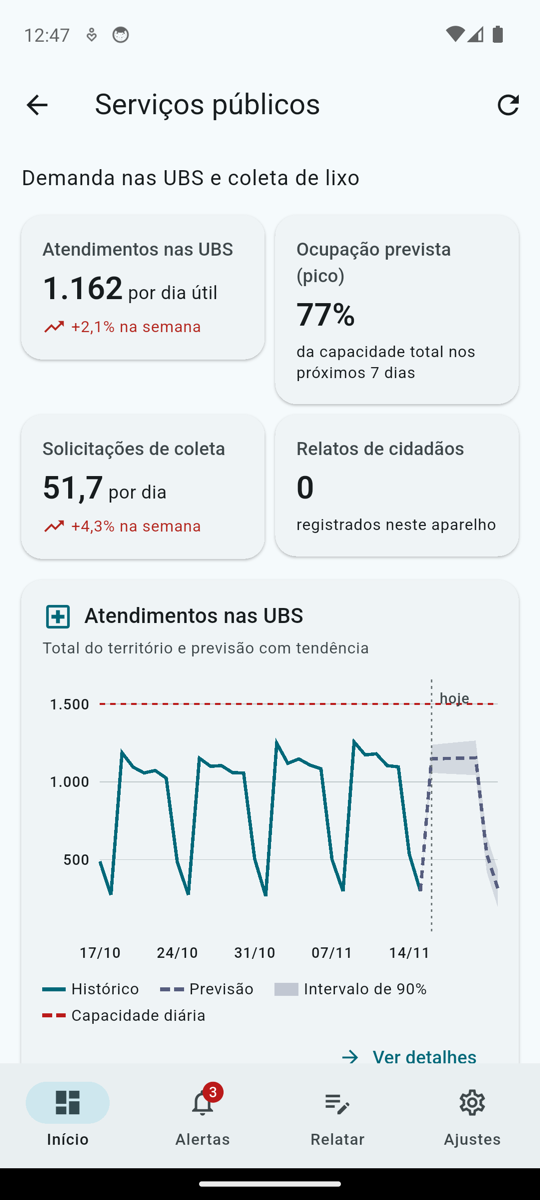 12:47
Serviços públicos
Demanda nas UBS e coleta de lixo
Atendimentos nas UBS
1.162 por dia útil
+2,1% na semana
Ocupação prevista
(pico)
77%
da capacidade total nos
próximos 7 dias
Solicitações de coleta
51,7 por dia
+4,3% na semana
Relatos de cidadãos
0
registrados neste aparelho
Atendimentos nas UBS
Total do território e previsão com tendência
hoje
1.500
1.000
500
17/10 24/10 31/10 07/11 14/11
Histórico Previsão Intervalo de 90%
Capacidade diária
Ver detalhes
3
Início Alertas Relatar Ajustes